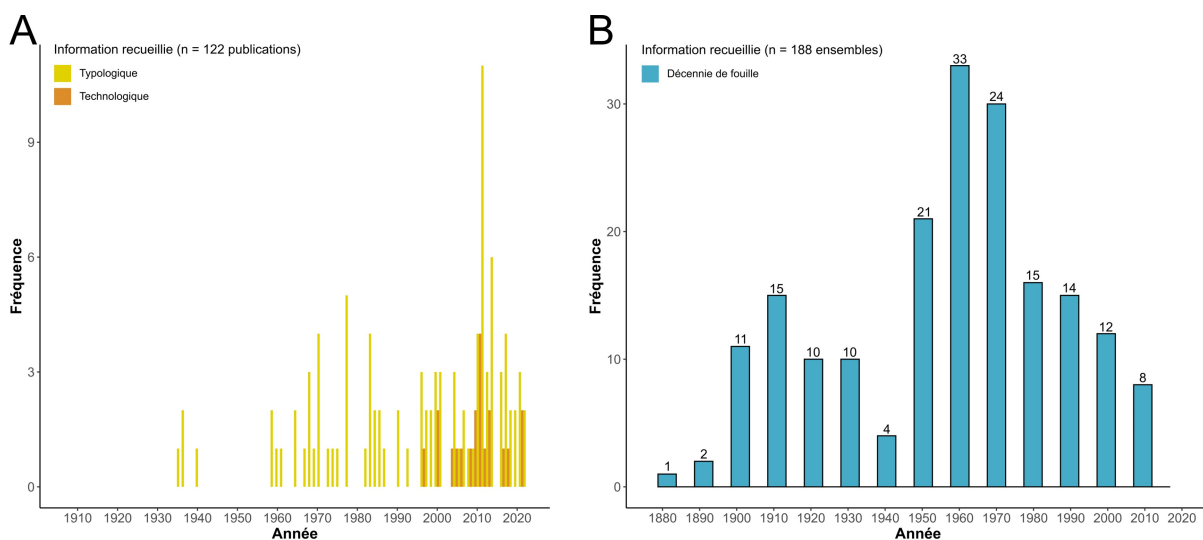 A
Information recueillie (n = 122 publications)
Typologique
Technologique
Fréquence
9
6
3
0
1910 1920 1930 1940 1950 1960 1970 1980 1990 2000 2010 2020
Année
B
Information recueillie (n = 188 ensembles)
Décennie de fouille
Fréquence
30
20
10
0
1 2 11 15 10 10 4 21 33 24 15 14 12 8
1880 1890 1900 1910 1920 1930 1940 1950 1960 1970 1980 1990 2000 2010 2020
Année